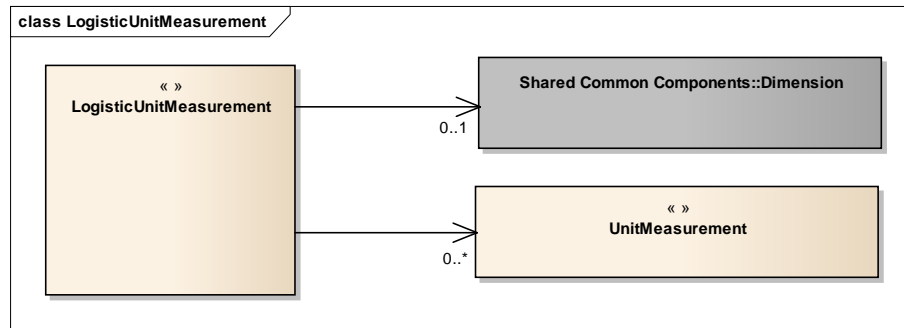 class LogisticUnitMeasurement
« »
LogisticUnitMeasurement
Shared Common Components::Dimension
0..1
« »
UnitMeasurement
0..*